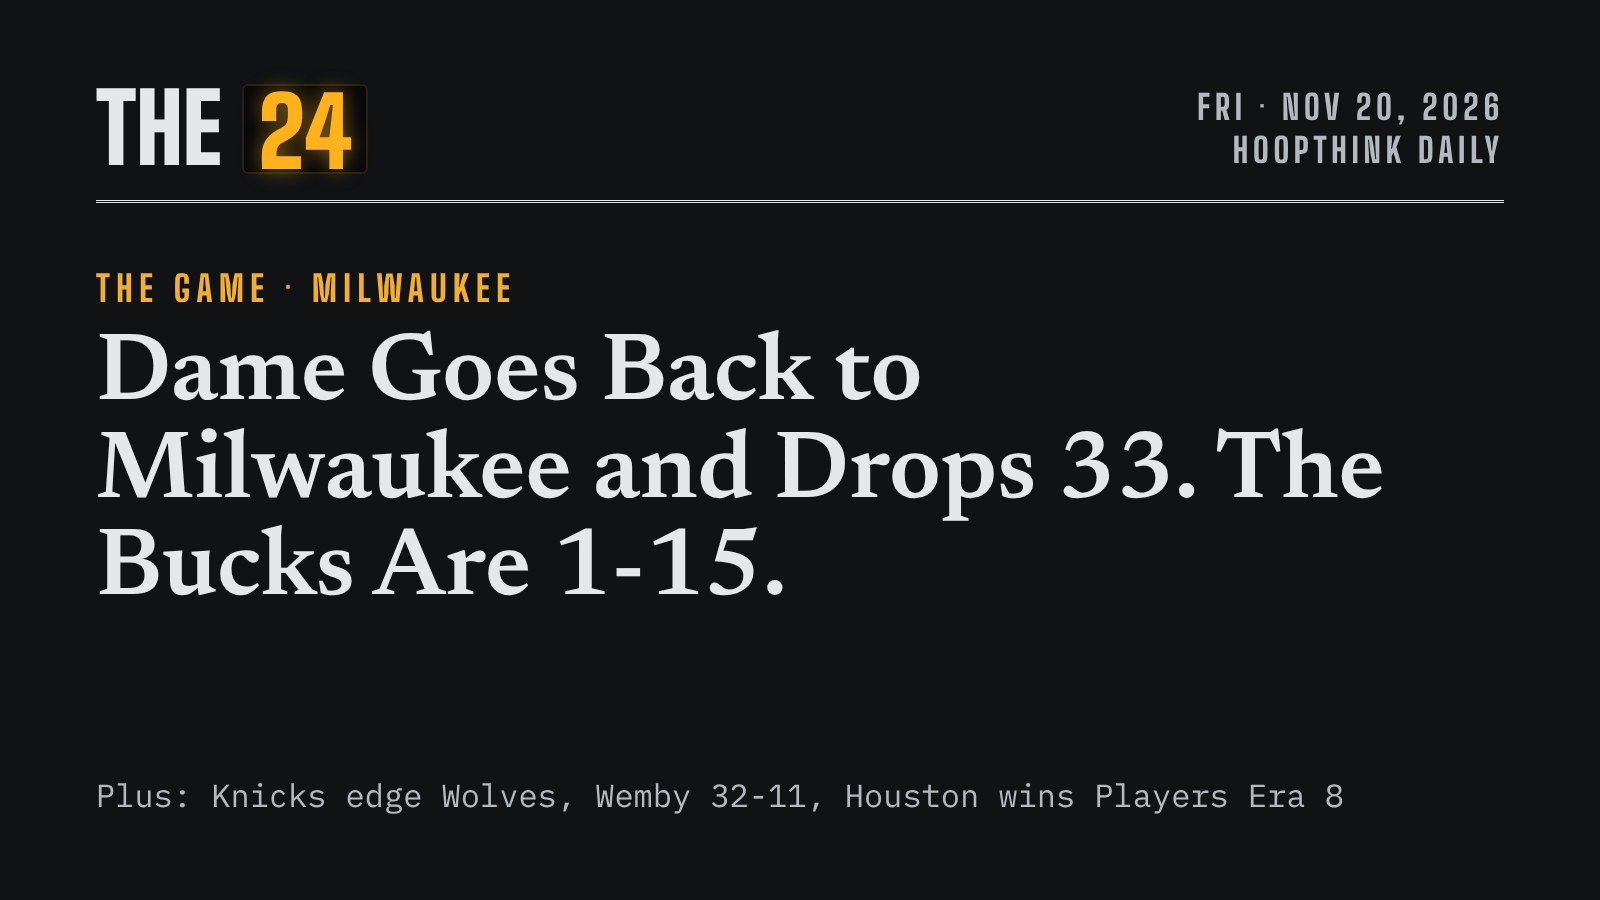 THE 24
FRI · NOV 20, 2026
HOOPTHINK DAILY
THE GAME · MILWAUKEE
Dame Goes Back to
Milwaukee and Drops 33. The
Bucks Are 1-15.
Plus: Knicks edge Wolves, Wemby 32-11, Houston wins Players Era 8